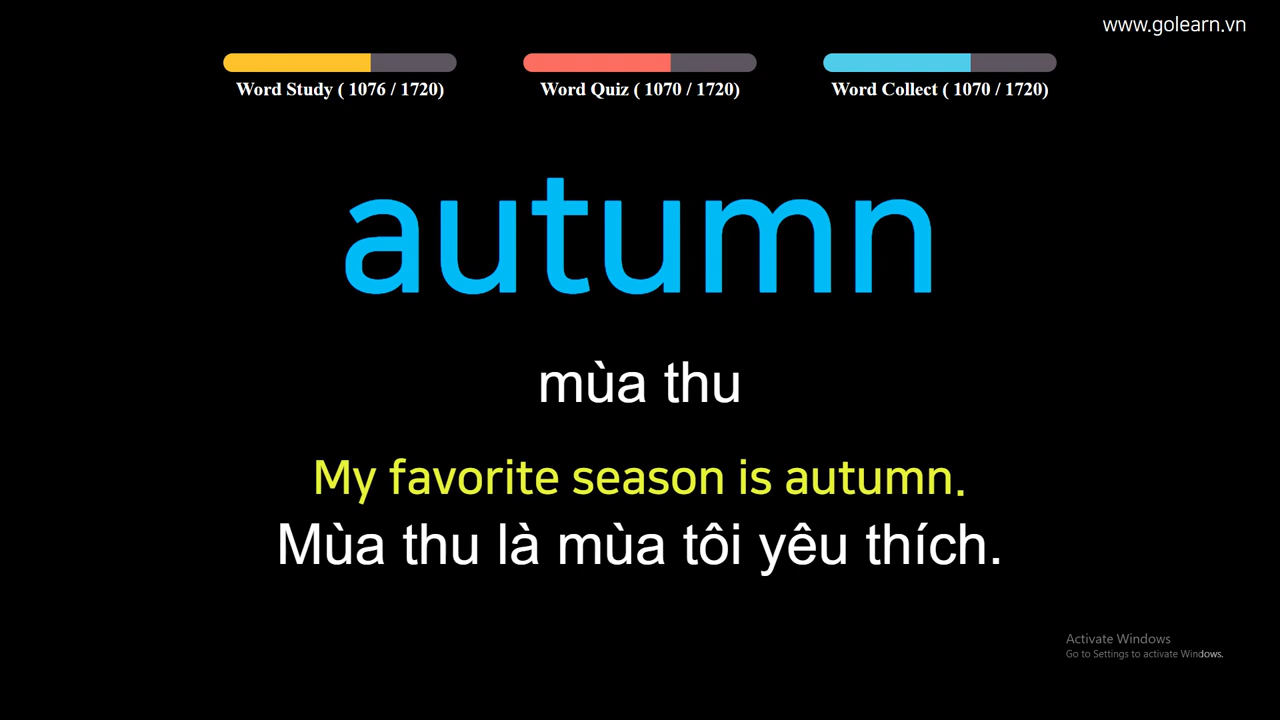 www.golearn.vn
Word Study ( 1076 / 1720)
Word Quiz ( 1070 / 1720)
Word Collect ( 1070 / 1720)
autumn
mùa thu
My favorite season is autumn.
Mùa thu là mùa tôi yêu thích.
Activate Windows
Go to Settings to activate Windows.